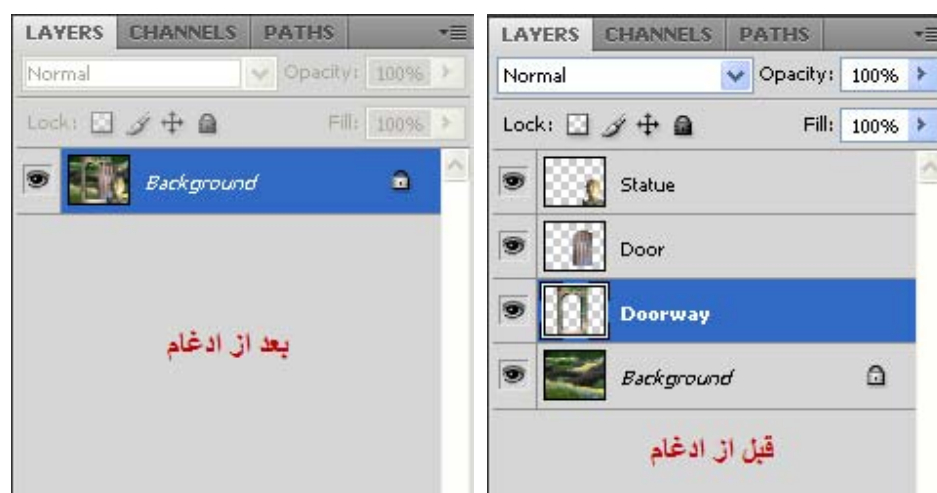 LAYERS CHANNELS PATHS
Normal Opacity: 100%
Lock: Fill: 100%
Background
بعد از ادغام
LAYERS CHANNELS PATHS
Normal Opacity: 100%
Lock: Fill: 100%
Statue
Door
Doorway
Background
قبل از ادغام